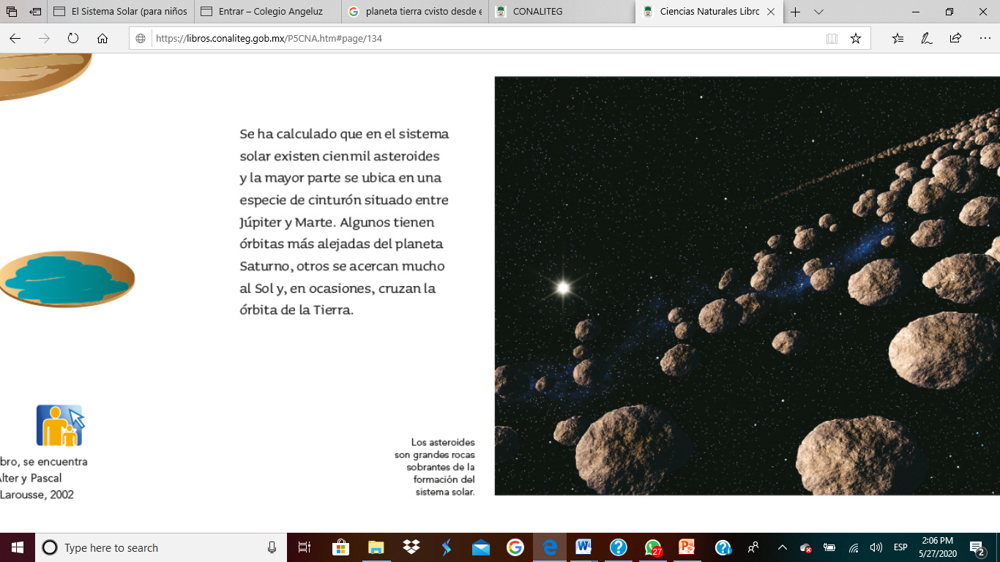 El Sistema Solar (para niños
Entrar – Colegio Angeluz
planeta tierra cvisto desde e
CONALITEG
Ciencias Naturales Libro
https://libros.conaliteg.gob.mx/P5CNA.htm#page/134
Se ha calculado que en el sistema
solar existen cienmil asteroides
y la mayor parte se ubica en una
especie de cinturón situado entre
Júpiter y Marte. Algunos tienen
órbitas más alejadas del planeta
Saturno, otros se acercan mucho
al Sol y, en ocasiones, cruzan la
órbita de la Tierra.
bro, se encuentra
Alter y Pascal
Larousse, 2002
Los asteroides
son grandes rocas
sobrantes de la
formación del
sistema solar.
Type here to search
27
ESP
2:06 PM
5/27/2020
2